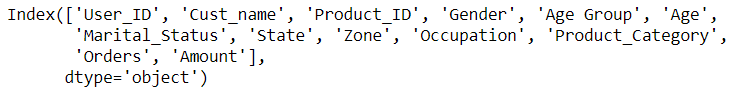 Index(['User_ID', 'Cust_name', 'Product_ID', 'Gender', 'Age Group', 'Age',
'Marital_Status', 'State', 'Zone', 'Occupation', 'Product_Category',
'Orders', 'Amount'],
dtype='object')